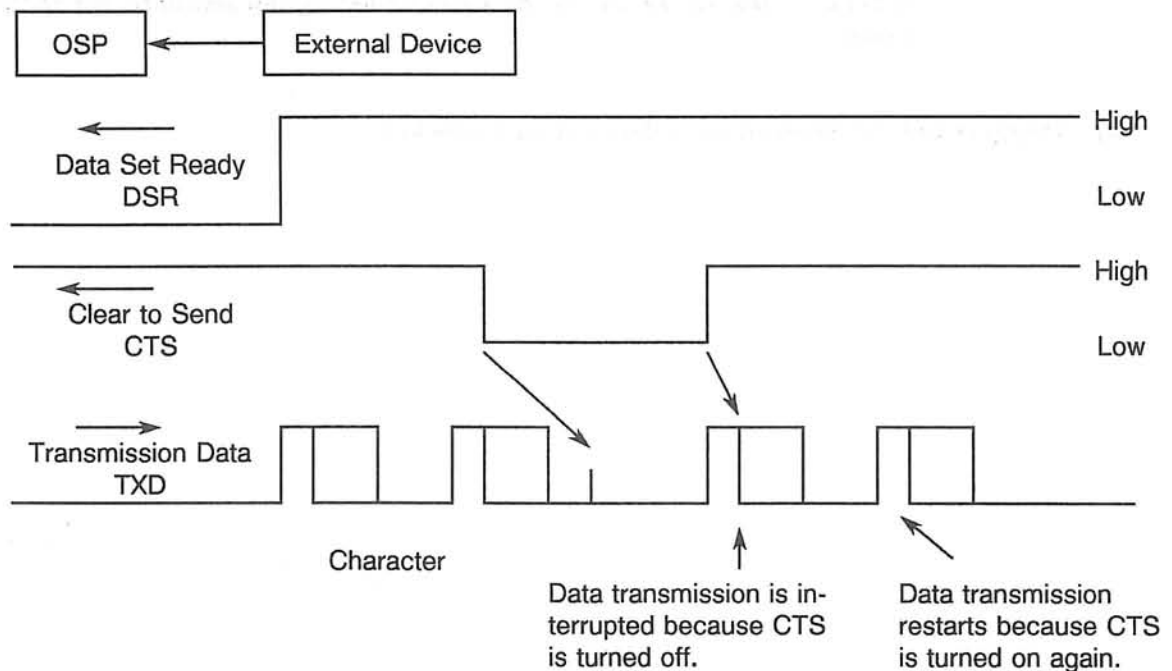 OSP
External Device
High
Data Set Ready
DSR
Low
High
Clear to Send
CTS
Low
Transmission Data
TXD
Character
Data transmission is in-
terrupted because CTS
is turned off.
Data transmission
restarts because CTS
is turned on again.